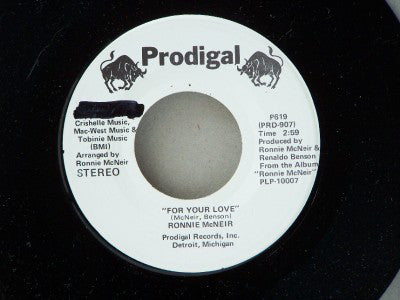 Prodigal
Crishelle Music,
Mac-West Music &
Tobinie Music
(BMI)
Arranged by
Ronnie McNeir
STEREO
P619
(PRD-907)
Time 2:59
Produced by
Ronnie McNeir &
Renaldo Benson
From the Album
"Ronnie McNeir"
PLP-10007
"FOR YOUR LOVE"
(McNeir, Benson)
RONNIE McNEIR
Prodigal Records, Inc.
Detroit, Michigan